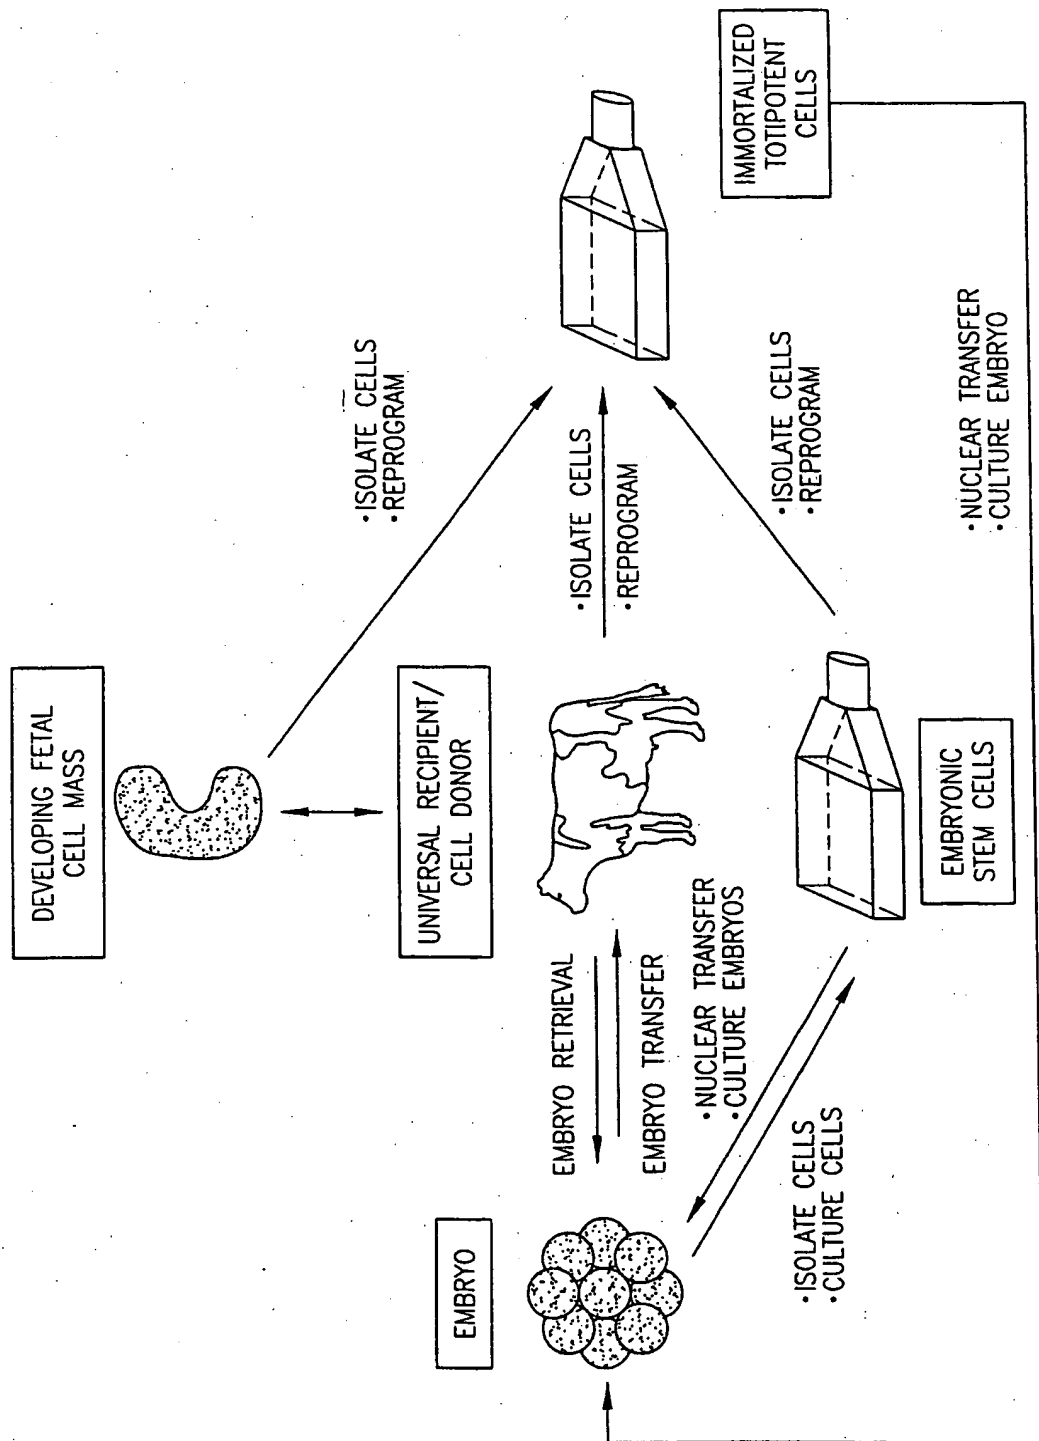 DEVELOPING FETAL
CELL MASS
•ISOLATE CELLS
•REPROGRAM
UNIVERSAL RECIPIENT/
CELL DONOR
EMBRYO
EMBRYO RETRIEVAL
EMBRYO TRANSFER
•ISOLATE CELLS
•REPROGRAM
•NUCLEAR TRANSFER
•CULTURE EMBRYOS
•ISOLATE CELLS
•CULTURE CELLS
EMBRYONIC
STEM CELLS
•ISOLATE CELLS
•REPROGRAM
IMMORTALIZED
TOTIPOTENT
CELLS
•NUCLEAR TRANSFER
•CULTURE EMBRYO